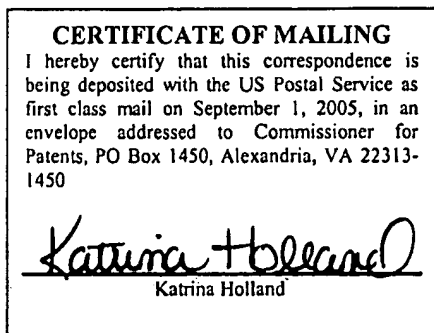 CERTIFICATE OF MAILING
I hereby certify that this correspondence is
being deposited with the US Postal Service as
first class mail on September 1, 2005, in an
envelope addressed to Commissioner for
Patents, PO Box 1450, Alexandria, VA 22313-
1450
Katrina Holland
Katrina Holland